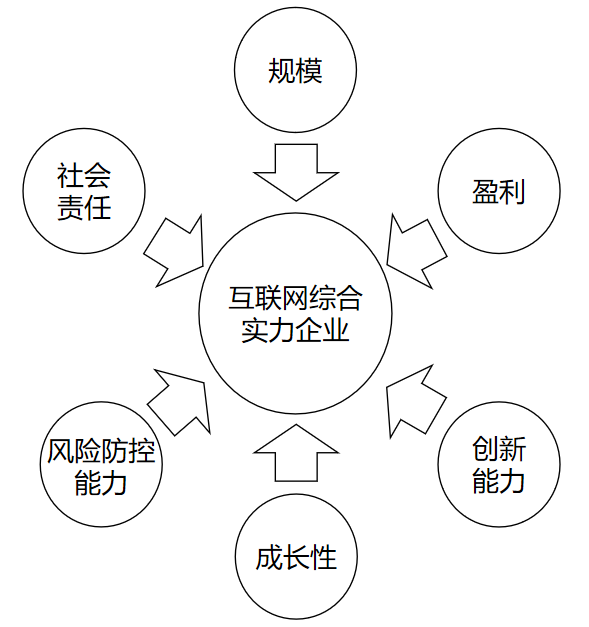 规模
社会
责任
盈利
互联网综合
实力企业
风险防控
能力
创新
能力
成长性